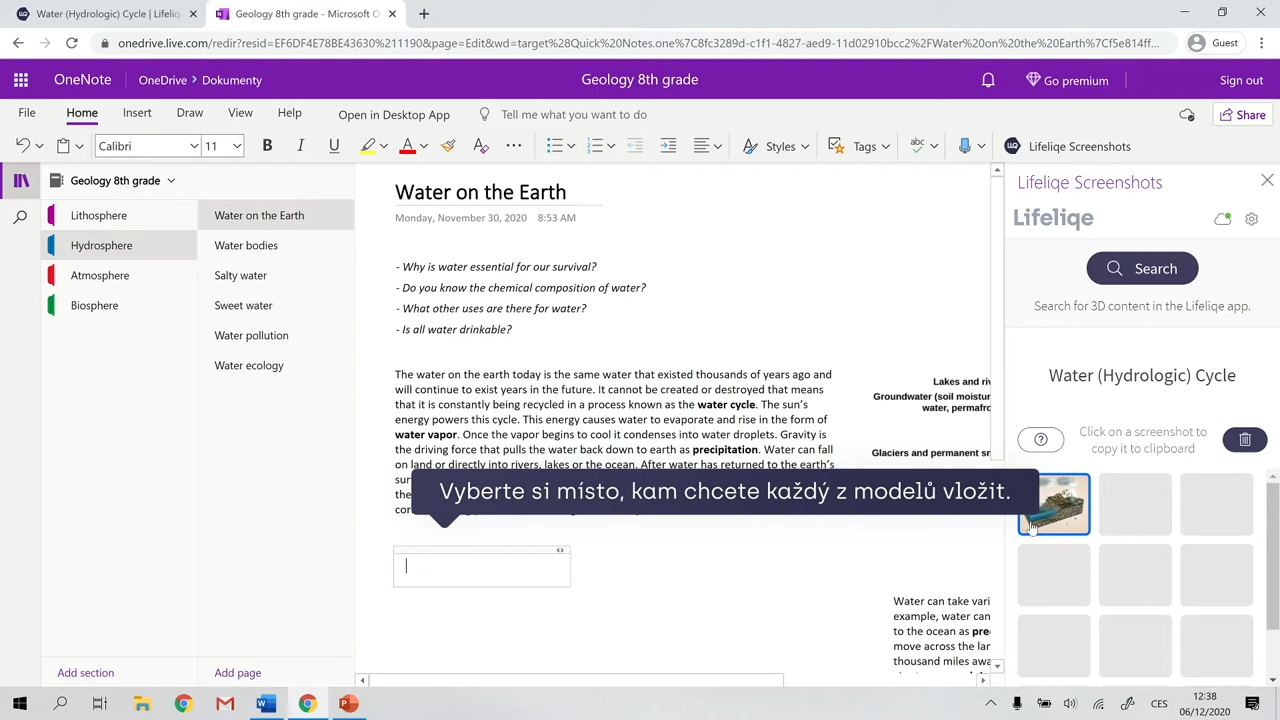 Water (Hydrologic) Cycle | Lifeliq
Geology 8th grade - Microsoft O
onedrive.live.com/redir?resid=EF6DF4E78BE43630%211190&page=Edit&wd=target%28Quick%20Notes.one%7C8fc3289d-c1f1-4827-aed9-11d02910bcc2%2FWater%20on%20the%20Earth%7Cf5e814ff...
Guest
OneNote
OneDrive > Dokumenty
Geology 8th grade
Go premium
Sign out
File Home Insert Draw View Help Open in Desktop App Tell me what you want to do
Share
Calibri 11 B I U A Styles Tags abc Lifeliqe Screenshots
Geology 8th grade
Lithosphere
Hydrosphere
Atmosphere
Biosphere
Add section
Water on the Earth
Water bodies
Salty water
Sweet water
Water pollution
Water ecology
Add page
Water on the Earth
Monday, November 30, 2020 8:53 AM
- Why is water essential for our survival?
- Do you know the chemical composition of water?
- What other uses are there for water?
- Is all water drinkable?
The water on the earth today is the same water that existed thousands of years ago and
will continue to exist years in the future. It cannot be created or destroyed that means
that it is constantly being recycled in a process known as the water cycle. The sun's
energy powers this cycle. This energy causes water to evaporate and rise in the form of
water vapor. Once the vapor begins to cool it condenses into water droplets. Gravity is
the driving force that pulls the water back down to earth as precipitation. Water can fall
on land or directly into rivers, lakes or the ocean. After water has returned to the earth's
Lakes and riv
Groundwater (soil moistur
water, permafro
Glaciers and permanent sn
Vyberte si místo, kam chcete každý z modelů vložit.
Water can take vari
example, water can
to the ocean as pre
move across the lan
thousand miles awa
Lifeliqe Screenshots
Lifeliqe
Search
Search for 3D content in the Lifeliqe app.
Water (Hydrologic) Cycle
Click on a screenshot to
copy it to clipboard
CES
12:38
06/12/2020